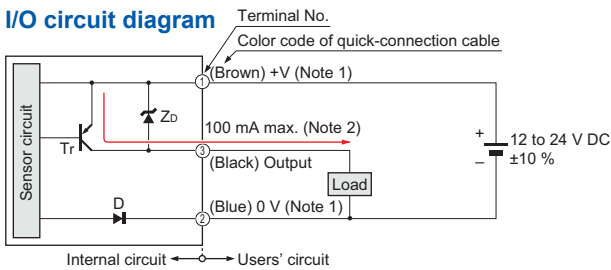 I/O circuit diagram
Terminal No.
Color code of quick-connection cable
1
(Brown) +V (Note 1)
Sensor circuit
Tr
ZD
100 mA max. (Note 2)
3
(Black) Output
+
–
12 to 24 V DC
±10 %
Load
D
2
(Blue) 0 V (Note 1)
Internal circuit
Users' circuit